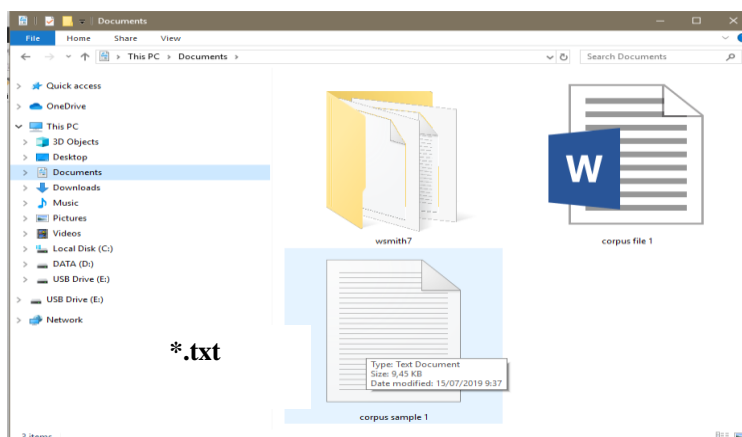 Documents
File Home Share View
This PC > Documents >
Search Documents
Quick access
OneDrive
This PC
3D Objects
Desktop
Documents
Downloads
Music
Pictures
Videos
Local Disk (C:)
DATA (D:)
USB Drive (E:)
USB Drive (E:)
Network
wsmith7
W
corpus file 1
*.txt
Type: Text Document
Size: 9,45 KB
Date modified: 15/07/2019 9:37
corpus sample 1
3 items